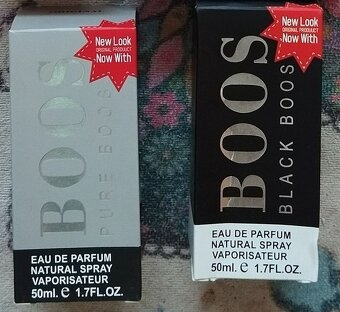 New Look
ORIGINAL PRODUCT
Now With
BOOS
PURE BOOS
EAU DE PARFUM
NATURAL SPRAY
VAPORISATEUR
50ml. e 1.7FL.OZ.
New Look
ORIGINAL PRODUCT
Now With
BOOS
BLACK BOOS
EAU DE PARFUM
NATURAL SPRAY
VAPORISATEUR
50ml. e 1.7FL.OZ.